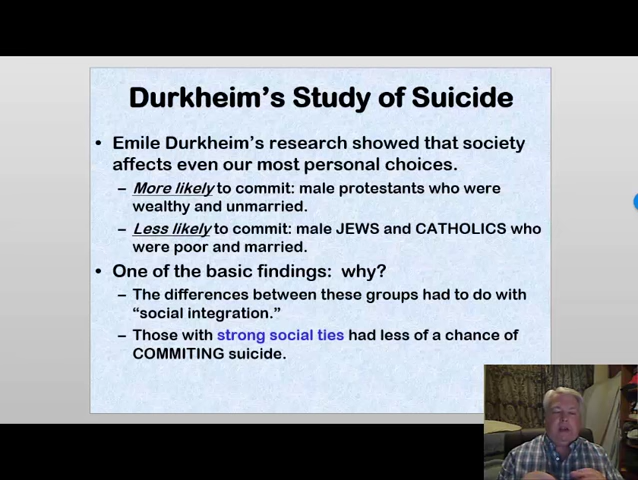 Durkheim's Study of Suicide
• Emile Durkheim's research showed that society
affects even our most personal choices.
– More likely to commit: male protestants who were
wealthy and unmarried.
– Less likely to commit: male JEWS and CATHOLICS who
were poor and married.
• One of the basic findings: why?
– The differences between these groups had to do with
“social integration.”
– Those with strong social ties had less of a chance of
COMMITING suicide.